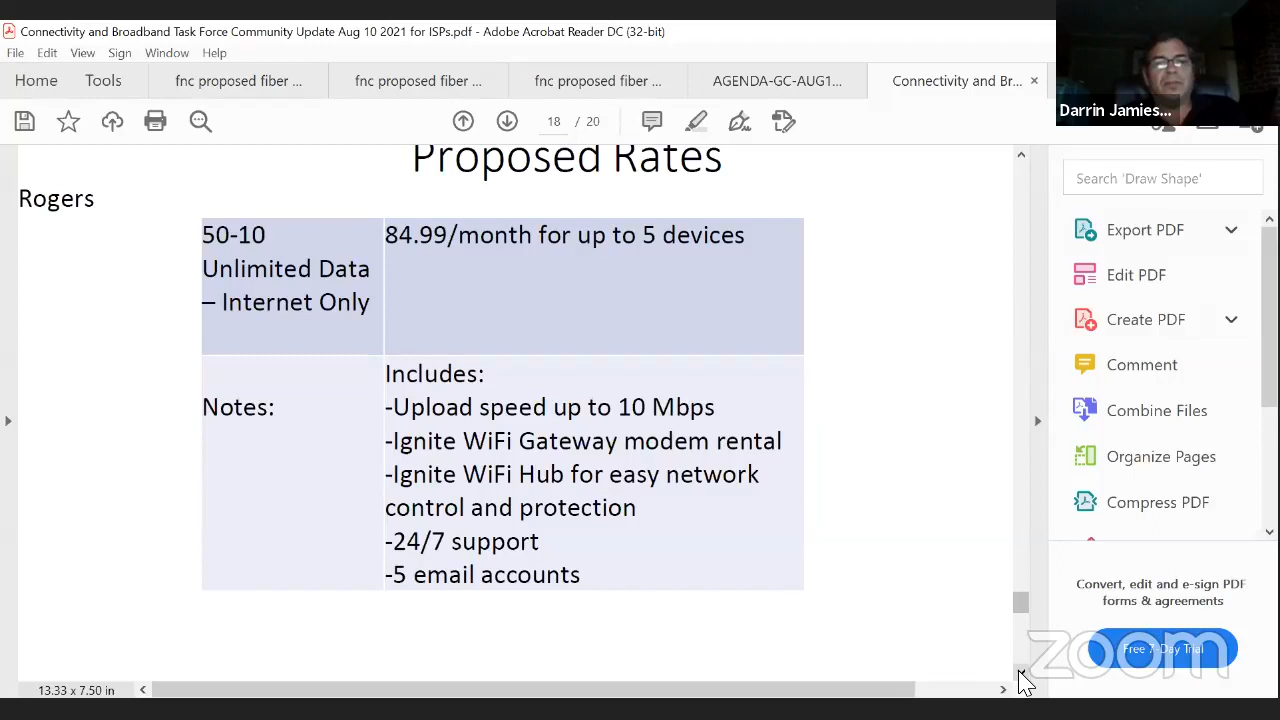 Connectivity and Broadband Task Force Community Update Aug 10 2021 for ISPs.pdf - Adobe Acrobat Reader DC (32-bit)
File Edit View Sign Window Help
Home Tools fnc proposed fiber ... fnc proposed fiber ... fnc proposed fiber ... AGENDA-GC-AUG1... Connectivity and Br... ×
Darrin Jamies...
18 / 20
Proposed Rates
Rogers
50-10
Unlimited Data
– Internet Only
84.99/month for up to 5 devices
Notes:
Includes:
-Upload speed up to 10 Mbps
-Ignite WiFi Gateway modem rental
-Ignite WiFi Hub for easy network
control and protection
-24/7 support
-5 email accounts
Search 'Draw Shape'
Export PDF
Edit PDF
Create PDF
Comment
Combine Files
Organize Pages
Compress PDF
Convert, edit and e-sign PDF
forms & agreements
Free 7-Day Trial
zoom
13.33 x 7.50 in